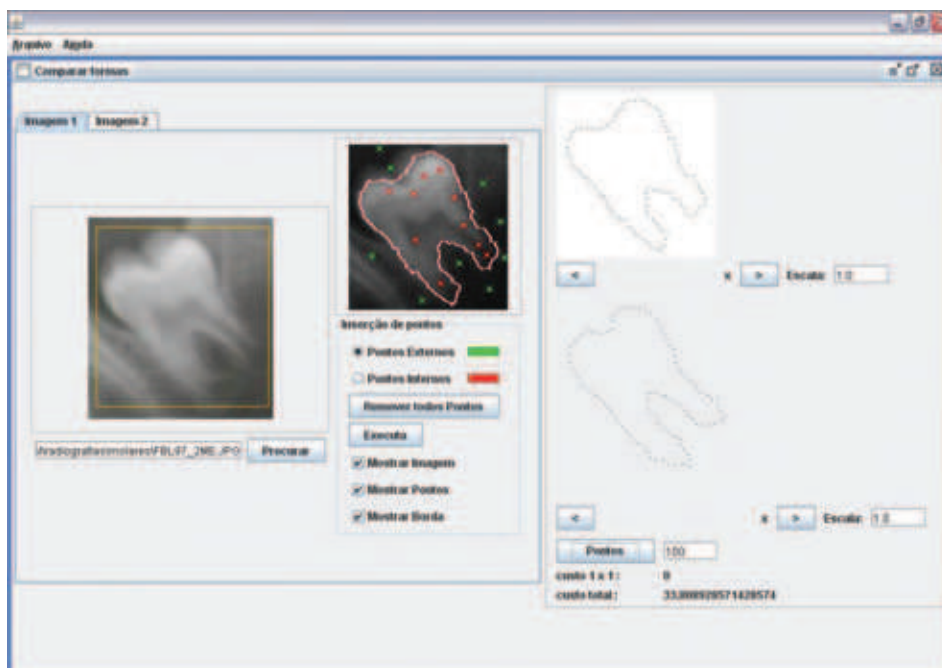 Arquivo Ajuda
Comparar formas
Imagem 1 Imagem 2
Inserção de pontos
Pontos Externos
Pontos Internos
Remover todos Pontos
Executa
Procurar
Mostrar Imagem
Mostrar Pontos
Mostrar Borda
< x > Escala: 1.0
< x > Escala: 1.0
Pontos 100
custo 1 x 1: 0
custo total: